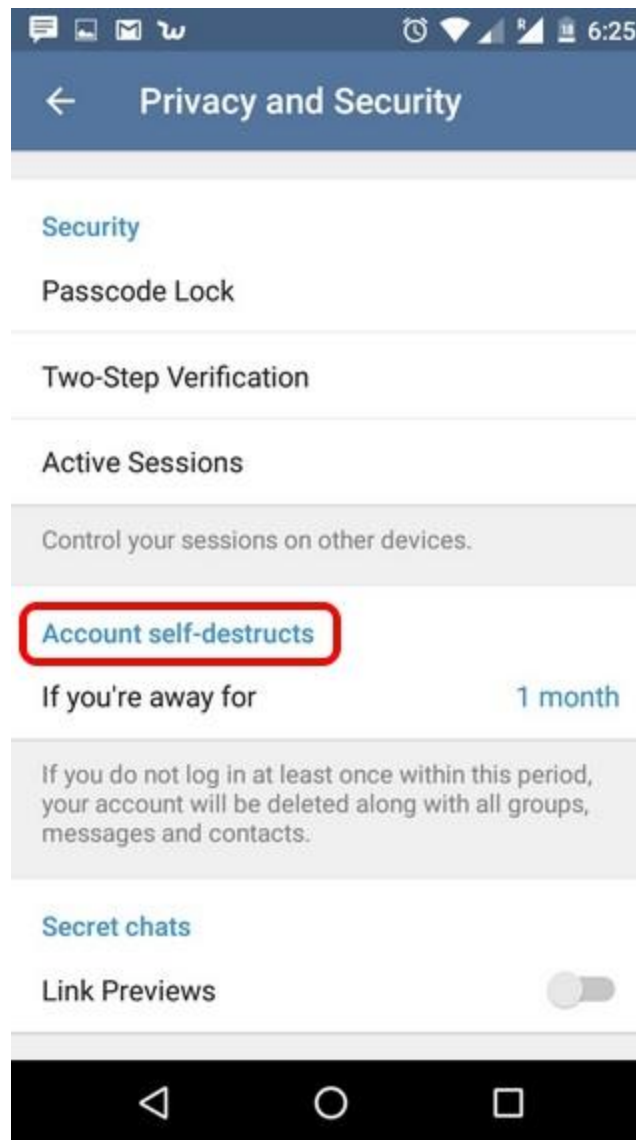 6:25
Privacy and Security
Security
Passcode Lock
Two-Step Verification
Active Sessions
Control your sessions on other devices.
Account self-destructs
If you're away for 1 month
If you do not log in at least once within this period,
your account will be deleted along with all groups,
messages and contacts.
Secret chats
Link Previews